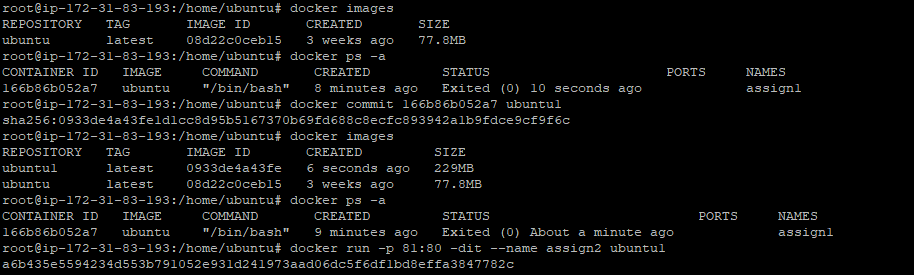 root@ip-172-31-83-193:/home/ubuntu# docker images
REPOSITORY TAG IMAGE ID CREATED SIZE
ubuntu latest 08d22c0ceb15 3 weeks ago 77.8MB
root@ip-172-31-83-193:/home/ubuntu# docker ps -a
CONTAINER ID IMAGE COMMAND CREATED STATUS PORTS NAMES
166b86b052a7 ubuntu "/bin/bash" 8 minutes ago Exited (0) 10 seconds ago assign1
root@ip-172-31-83-193:/home/ubuntu# docker commit 166b86b052a7 ubuntu1
sha256:0933de4a43fe1d1cc8d95b5167370b69fd688c8ecfc893942a1b9fdce9cf9f6c
root@ip-172-31-83-193:/home/ubuntu# docker images
REPOSITORY TAG IMAGE ID CREATED SIZE
ubuntu1 latest 0933de4a43fe 6 seconds ago 229MB
ubuntu latest 08d22c0ceb15 3 weeks ago 77.8MB
root@ip-172-31-83-193:/home/ubuntu# docker ps -a
CONTAINER ID IMAGE COMMAND CREATED STATUS PORTS NAMES
166b86b052a7 ubuntu "/bin/bash" 9 minutes ago Exited (0) About a minute ago assign1
root@ip-172-31-83-193:/home/ubuntu# docker run -p 81:80 -dit --name assign2 ubuntu1
a6b435e5594234d553b791052e931d241973aad06dc5f6df1bd8effa3847782c